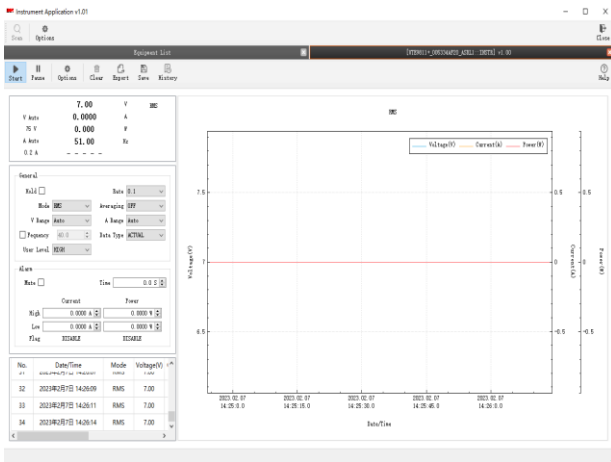 Instrument Application v1.01
Scan Options Close
Equipment List
Start Pause Options Clear Export Save History Help
7.00 V RMS
V Auto 0.0000 A
75 V 0.000 W
A Auto 51.00 Hz
0.2 A - - - - -
General
Hold Rate 0.1
Mode RMS Averaging OFF
V Range Auto A Range Auto
Frequency 40.0 Data Type ACTUAL
User Level HIGH
Alarm
Mute Time 0.0 S
Current Power
High 0.0000 A 0.0000 W
Low 0.0000 A 0.0000 W
Flag DISABLE DISABLE
No. Date/Time Mode Voltage(V)
32 2023年2月7日 14:26:09 RMS 7.00
33 2023年2月7日 14:26:11 RMS 7.00
34 2023年2月7日 14:26:14 RMS 7.00
RMS
Voltage(V) Current(A) Power(W)
7.5
7
6.5
Voltage(V)
0.5
0
-0.5
Current(A)
0.5
0
-0.5
Power(W)
2023.02.07 2023.02.07 2023.02.07 2023.02.07 2023.02.07
14:25:0.0 14:25:15.0 14:25:30.0 14:25:45.0 14:26:0.0
Date/Time